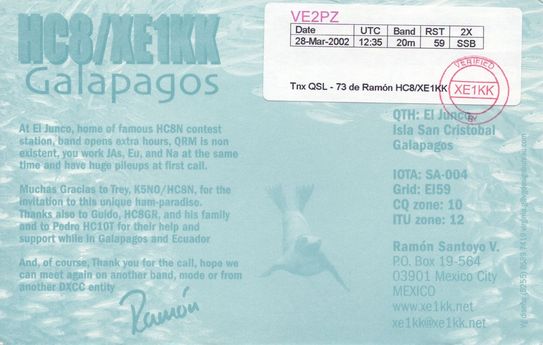 HC8/XE1KK
Galapagos
VE2PZ
Date UTC Band RST 2X
28-Mar-2002 12:35 20m 59 SSB
Tnx QSL - 73 de Ramón HC8/XE1KK
VERIFIED
XE1KK
BY
At El Junco, home of famous HC8N contest
station, band opens extra hours, QRM is non
existent, you work JAs, Eu, and Na at the same
time and have huge pileups at first call.
Muchas Gracias to Trey, K5NO/HC8N, for the
invitation to this unique ham-paradise.
Thanks also to Guido, HC8GR, and his family
and to Pedro HC1OT for their help and
support while in Galapagos and Ecuador
And, of course, Thank you for the call, hope we
can meet again on another band, mode or from
another DXCC entity
Ramón
QTH: El Junco
Isla San Cristobal
Galapagos
IOTA: SA-004
Grid: EI59
CQ zone: 10
ITU zone: 12
Ramón Santoyo V.
P.O. Box 19-564
03901 Mexico City
MEXICO
www.xe1kk.net
xe1kk@xe1kk.net